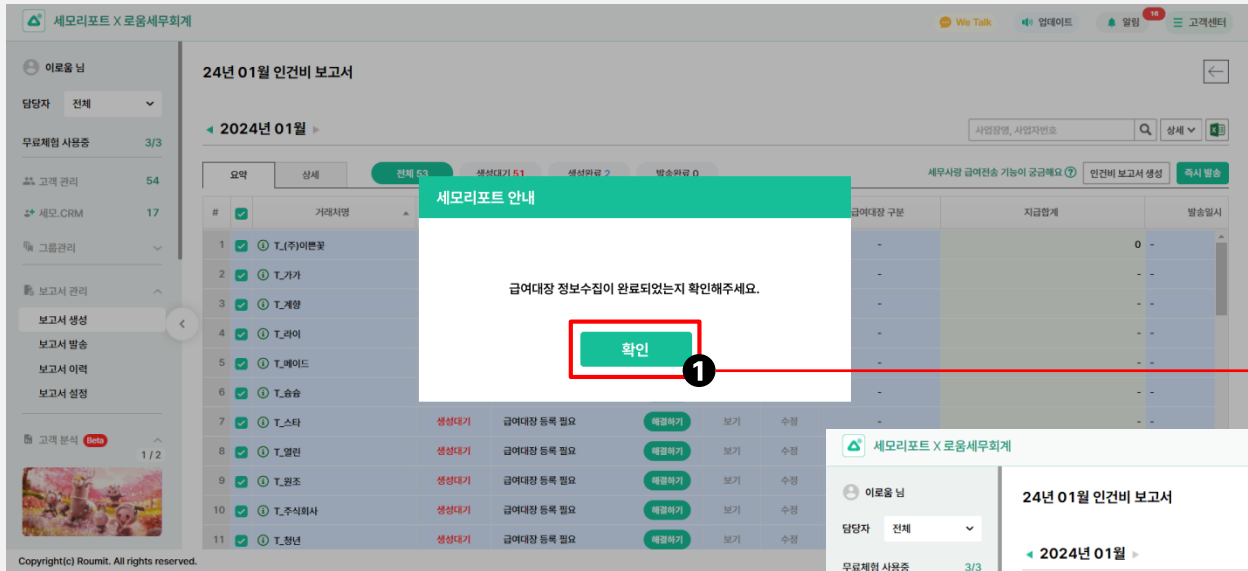 세모리포트 X 로움세무회계
We Talk 업데이트 알림 16 고객센터
이로움 님
담당자 전체
무료체험 사용중 3/3
고객 관리 54
세모.CRM 17
그룹관리
보고서 관리
보고서 생성
보고서 발송
보고서 이력
보고서 설정
고객 분석 Beta
1 / 2
24년 01월 인건비 보고서
2024년 01월
사업장명, 사업자번호 상세
요약 상세 전체 53 생성대기 51 생성완료 2 발송완료 0
세무사랑 급여전송 기능이 궁금해요 ? 인건비 보고서 생성 즉시 발송
# 거래처명 급여대장 구분 지급합계 발송일시
1 T_(주)이쁜꽃 - 0 -
2 T_가가 - - -
3 T_계향 - - -
4 T_라이 - - -
5 T_메이드 - - -
6 T_슝슝 - - -
7 T_스타 생성대기 급여대장 등록 필요 해결하기 보기 수정 - - -
8 T_열린 생성대기 급여대장 등록 필요 해결하기 보기 수정
9 T_원조 생성대기 급여대장 등록 필요 해결하기 보기 수정
10 T_주식회사 생성대기 급여대장 등록 필요 해결하기 보기 수정
11 T_청년 생성대기 급여대장 등록 필요 해결하기 보기 수정
세모리포트 안내
급여대장 정보수집이 완료되었는지 확인해주세요.
확인
1
Copyright(c) Roumit. All rights reserved.
세모리포트 X 로움세무회계
이로움 님
담당자 전체
무료체험 사용중 3/3
24년 01월 인건비 보고서
2024년 01월